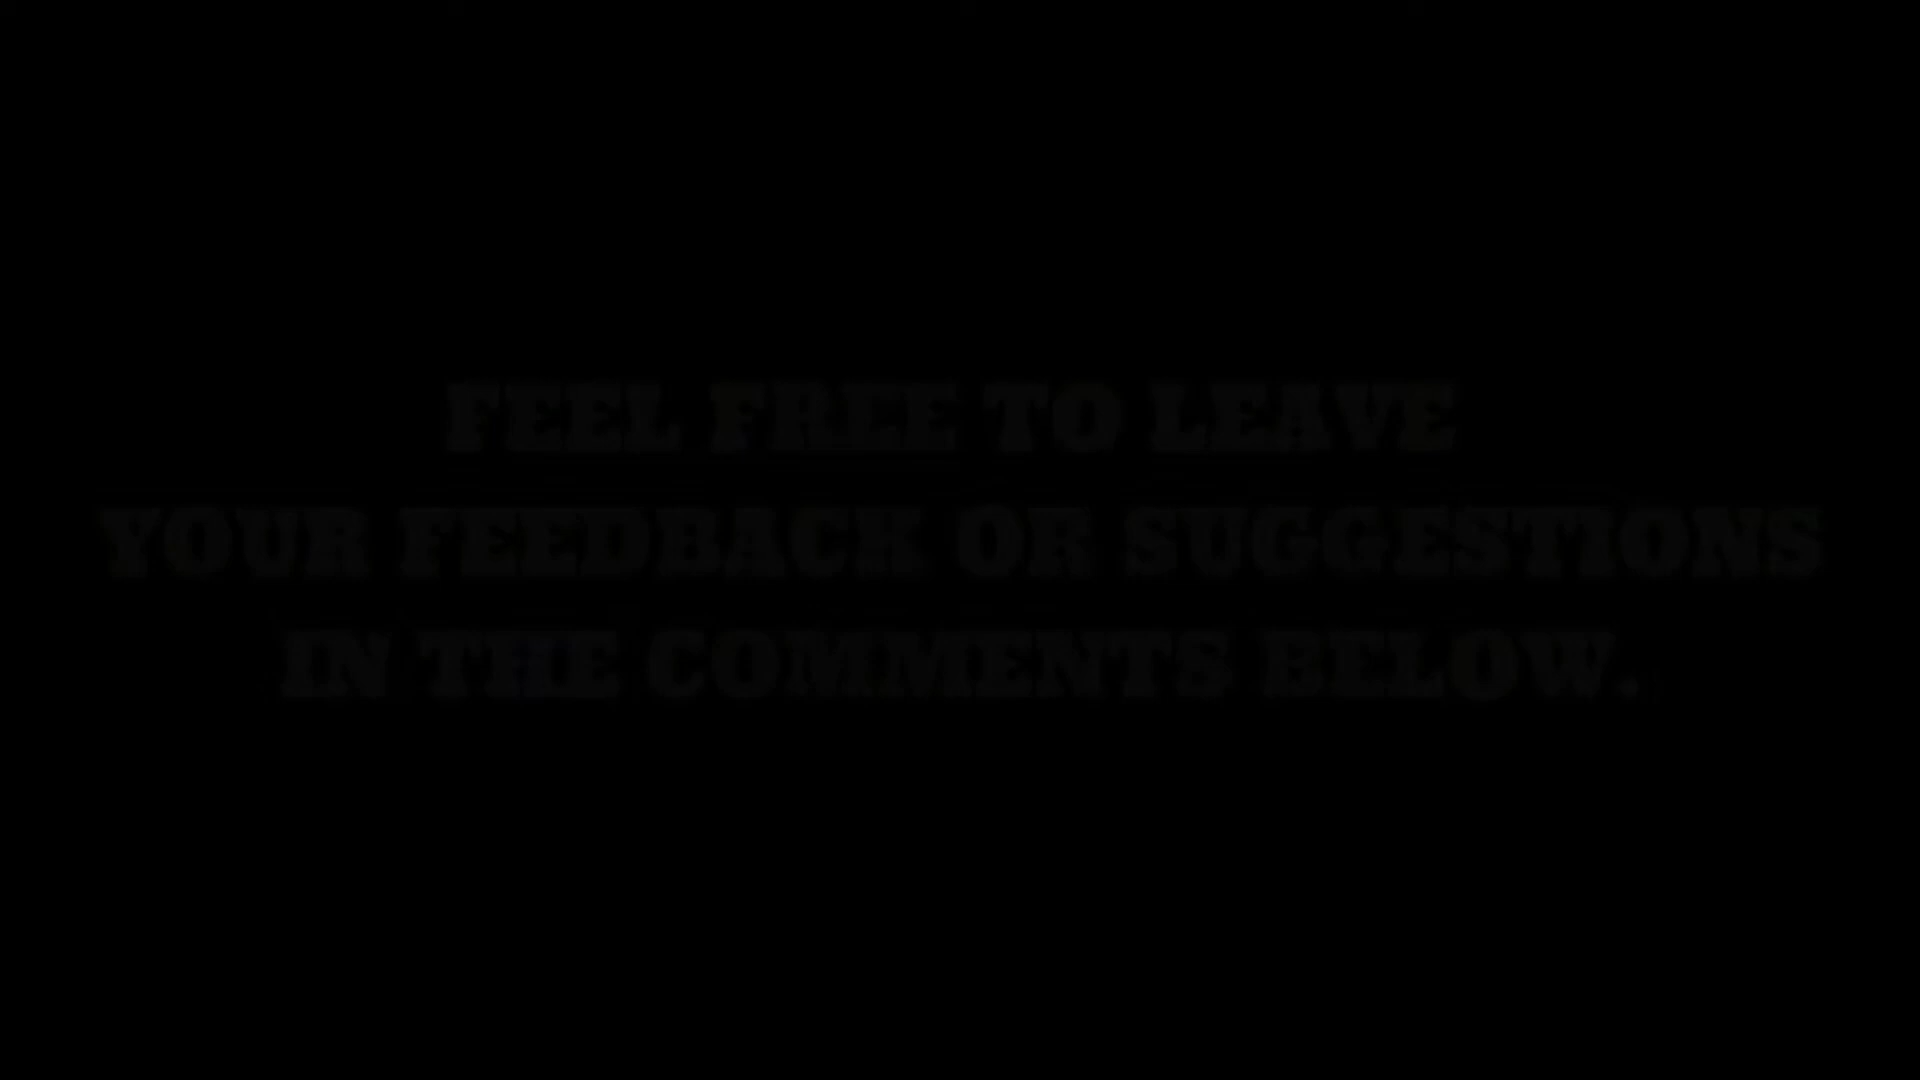 FEEL FREE TO LEAVE
YOUR FEEDBACK OR SUGGESTIONS
IN THE COMMENTS BELOW.